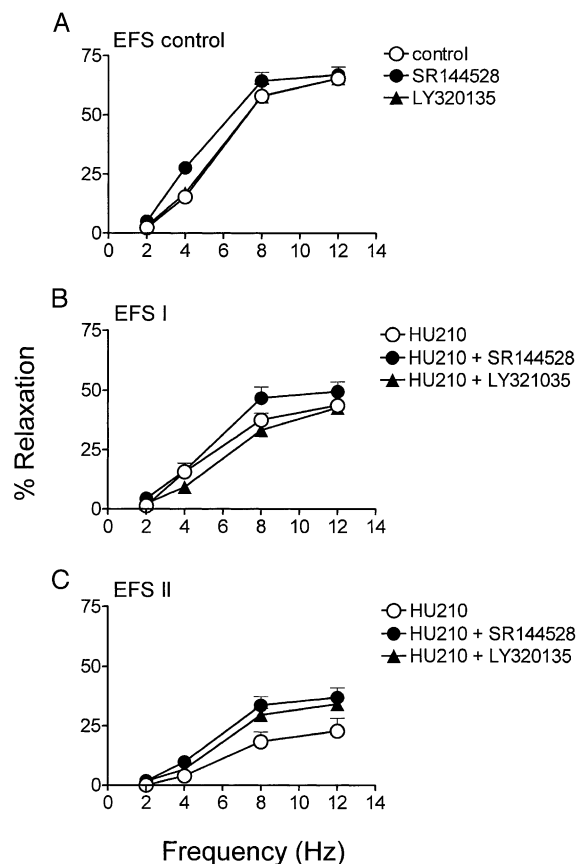 A
EFS control
75
50
25
0
0 2 4 6 8 10 12 14
control
SR144528
LY320135
B
EFS I
75
50
25
0
0 2 4 6 8 10 12 14
HU210
HU210 + SR144528
HU210 + LY321035
% Relaxation
C
EFS II
75
50
25
0
0 2 4 6 8 10 12 14
HU210
HU210 + SR144528
HU210 + LY320135
Frequency (Hz)